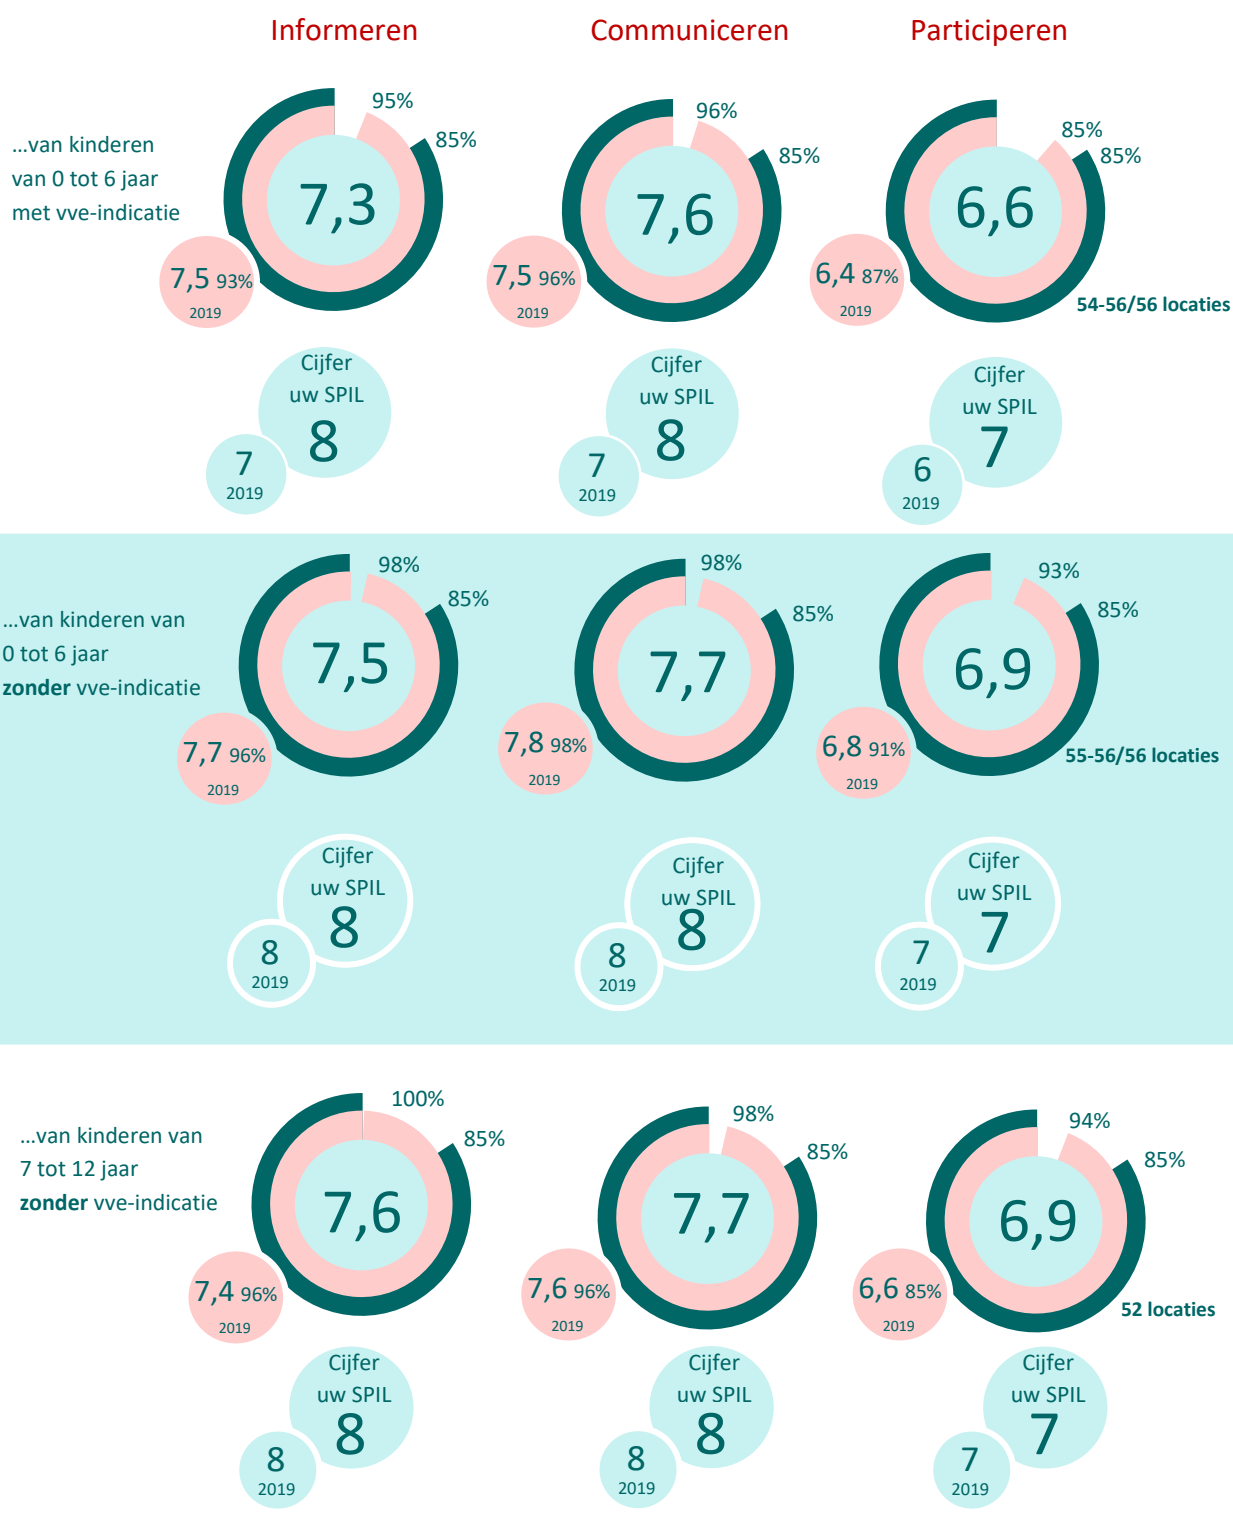 Informeren
Communiceren
Participeren
...van kinderen
van 0 tot 6 jaar
met vve-indicatie
95%
85%
7,3
7,5 93%
2019
96%
85%
7,6
7,5 96%
2019
85%
85%
6,6
6,4 87%
2019
54-56/56 locaties
Cijfer
uw SPIL
8
7
2019
Cijfer
uw SPIL
8
7
2019
Cijfer
uw SPIL
7
6
2019
...van kinderen van
0 tot 6 jaar
zonder vve-indicatie
98%
85%
7,5
7,7 96%
2019
98%
85%
7,7
7,8 98%
2019
93%
85%
6,9
6,8 91%
2019
55-56/56 locaties
Cijfer
uw SPIL
8
8
2019
Cijfer
uw SPIL
8
8
2019
Cijfer
uw SPIL
7
7
2019
...van kinderen van
7 tot 12 jaar
zonder vve-indicatie
100%
85%
7,6
7,4 96%
2019
98%
85%
7,7
7,6 96%
2019
94%
85%
6,9
6,6 85%
2019
52 locaties
Cijfer
uw SPIL
8
8
2019
Cijfer
uw SPIL
8
8
2019
Cijfer
uw SPIL
7
7
2019